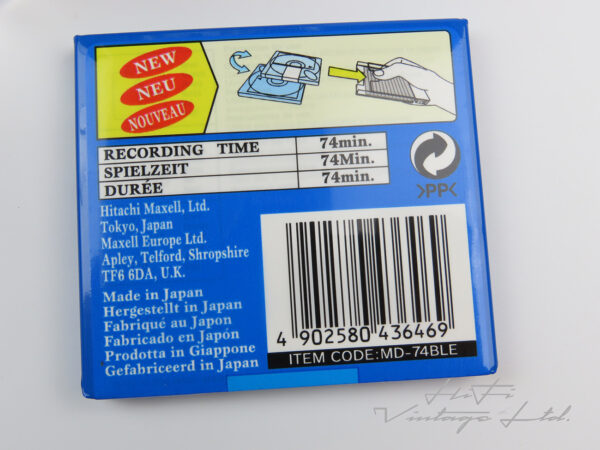 NEW
NEU
NOUVEAU
RECORDING TIME 74min.
SPIELZEIT 74Min.
DURÉE 74min.
>PP<
Hitachi Maxell, Ltd.
Tokyo, Japan
Maxell Europe Ltd.
Apley, Telford, Shropshire
TF6 6DA, U.K.
Made in Japan
Hergestellt in Japan
Fabriqué au Japon
Fabricado en Japón
Prodotta in Giappone
Gefabriceerd in Japan
4 902580 436469
ITEM CODE:MD-74BLE
HiFi
Vintage Ltd.